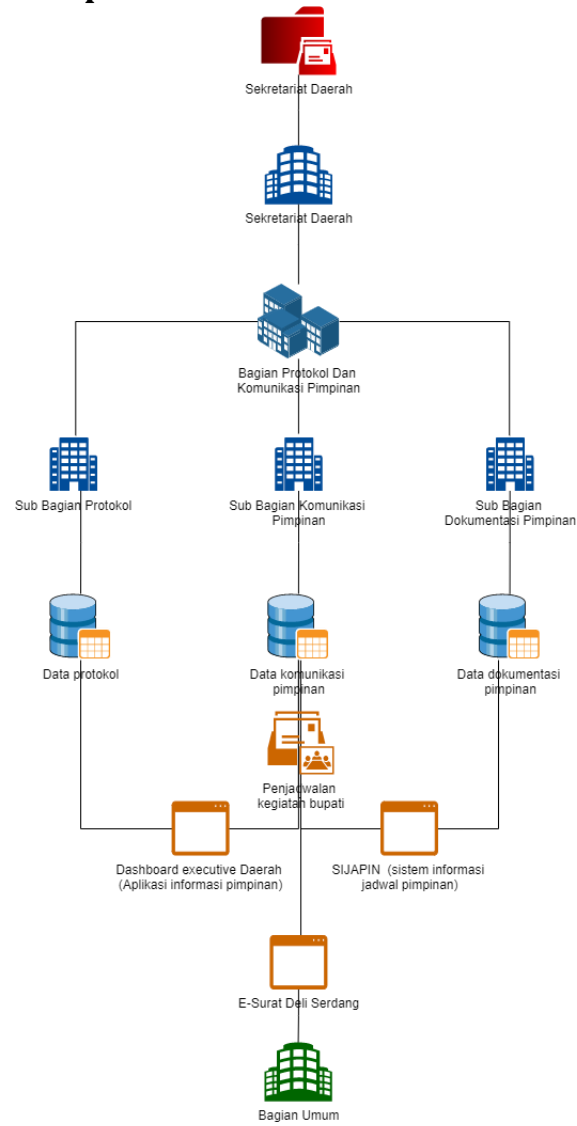 Sekretariat Daerah
Sekretariat Daerah
Bagian Protokol Dan
Komunikasi Pimpinan
Sub Bagian Protokol
Sub Bagian Komunikasi
Pimpinan
Sub Bagian
Dokumentasi Pimpinan
Data protokol
Data komunikasi
pimpinan
Data dokumentasi
pimpinan
Penjadwalan
kegiatan bupati
Dashboard executive Daerah
(Aplikasi informasi pimpinan)
SIJAPIN (sistem informasi
jadwal pimpinan)
E-Surat Deli Serdang
Bagian Umum